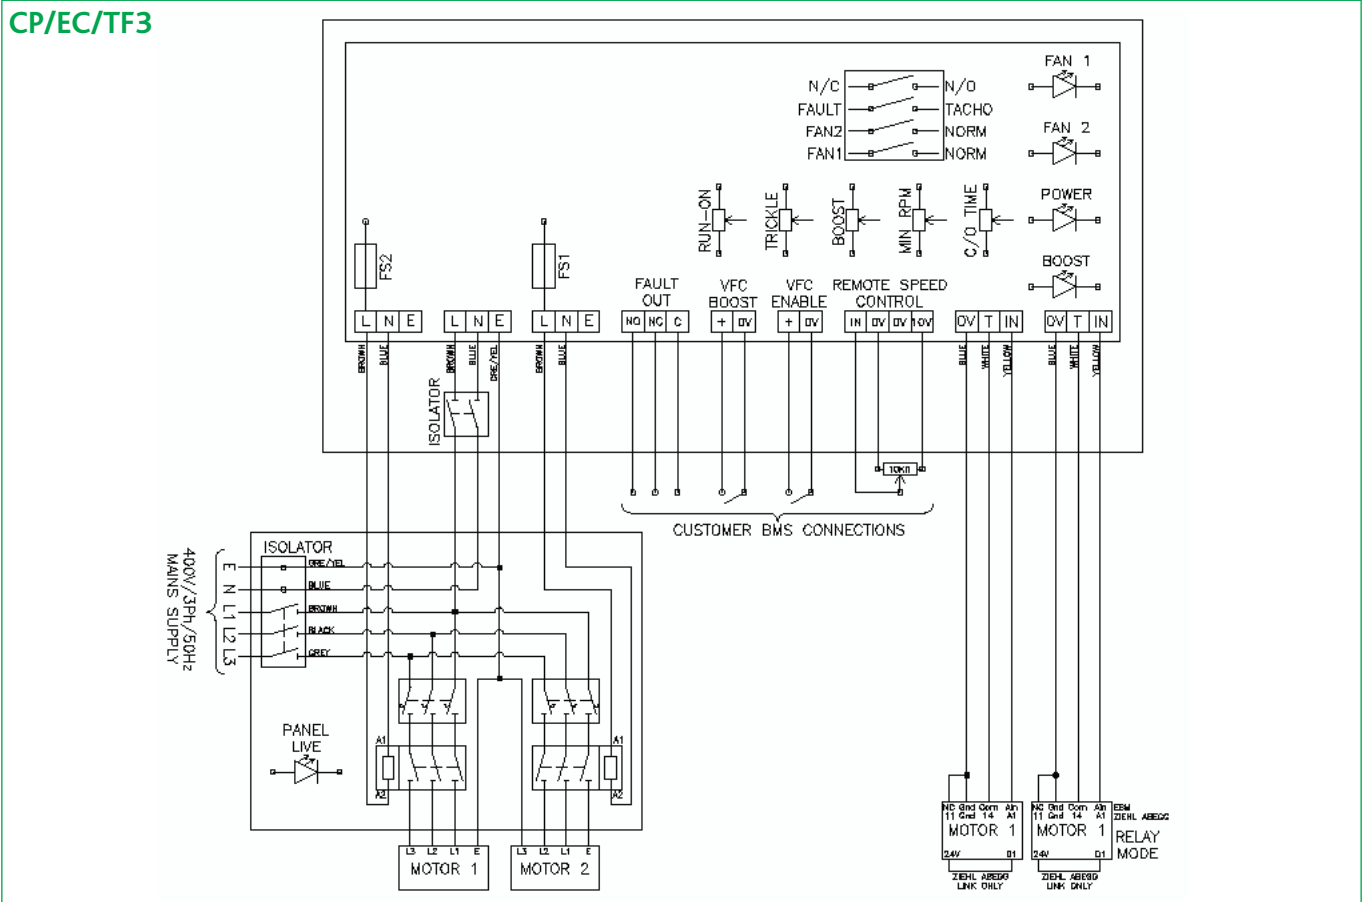 CP/EC/TF3
FAN 1
N/C N/O
FAULT TACHO
FAN2 NORM
FAN1 NORM
FAN 2
POWER
BOOST
RUN-ON
TRICKLE
BOOST
MIN RPM
C/O TIME
FS2
FS1
FAULT OUT
VFC BOOST
VFC ENABLE
REMOTE SPEED CONTROL
L N E
L N E
L N E
NO NC C
+ 0V
+ 0V
IN 0V 0V 10V
0V T IN
0V T IN
BROWN
BLUE
BROWN
BLUE
GRE/YEL
BROWN
BLUE
BLUE
WHITE
YELLOW
BLUE
WHITE
YELLOW
ISOLATOR
10KΩ
CUSTOMER BMS CONNECTIONS
400V/3Ph/50Hz
MAINS SUPPLY
ISOLATOR
E
N
L1
L2
L3
GRE/YEL
BLUE
BROWN
BLACK
GREY
PANEL
LIVE
A1
A2
A1
A2
L3 L2 L1 E
MOTOR 1
L3 L2 L1 E
MOTOR 2
NC Gnd Com Ain
11 Gnd 14 A1
MOTOR 1
24V D1
ZIEHL ABEGG
LINK ONLY
NC Gnd Com Ain
11 Gnd 14 A1
MOTOR 1
24V D1
ZIEHL ABEGG
LINK ONLY
EBM
ZIEHL ABEGG
RELAY
MODE